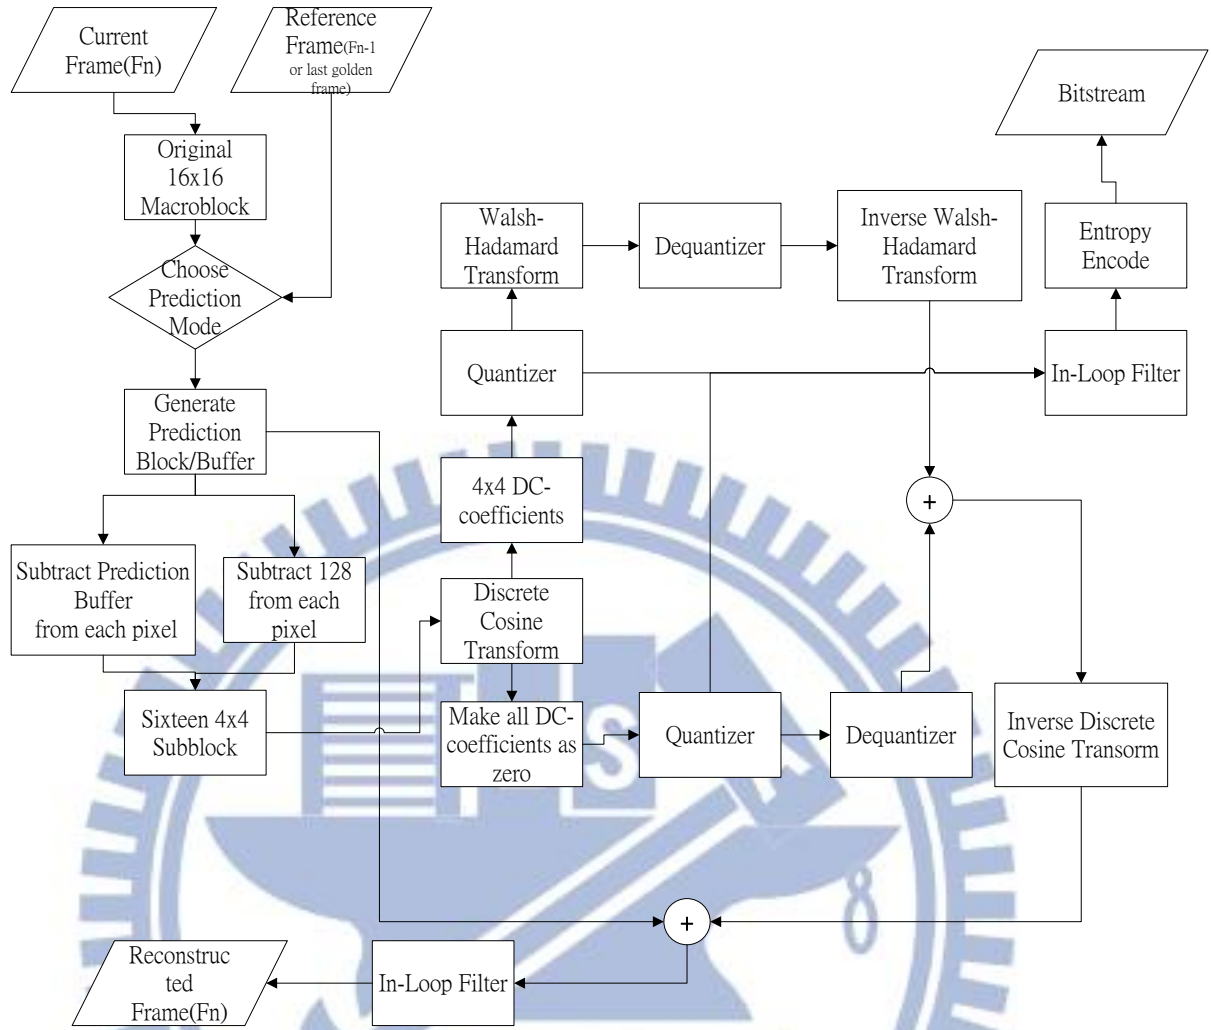 Current
Frame(Fn)
Reference
Frame(Fn-1
or last golden
frame)
Bitstream
Original
16x16
Macroblock
Choose
Prediction
Mode
Walsh-
Hadamard
Transform
Dequantizer
Inverse Walsh-
Hadamard
Transform
Entropy
Encode
Quantizer
In-Loop Filter
Generate
Prediction
Block/Buffer
4x4 DC-
coefficients
+
Subtract Prediction
Buffer
from each pixel
Subtract 128
from each
pixel
Discrete
Cosine
Transform
Sixteen 4x4
Subblock
Make all DC-
coefficients as
zero
Quantizer
Dequantizer
Inverse Discrete
Cosine Transorm
+
Reconstruc
ted
Frame(Fn)
In-Loop Filter